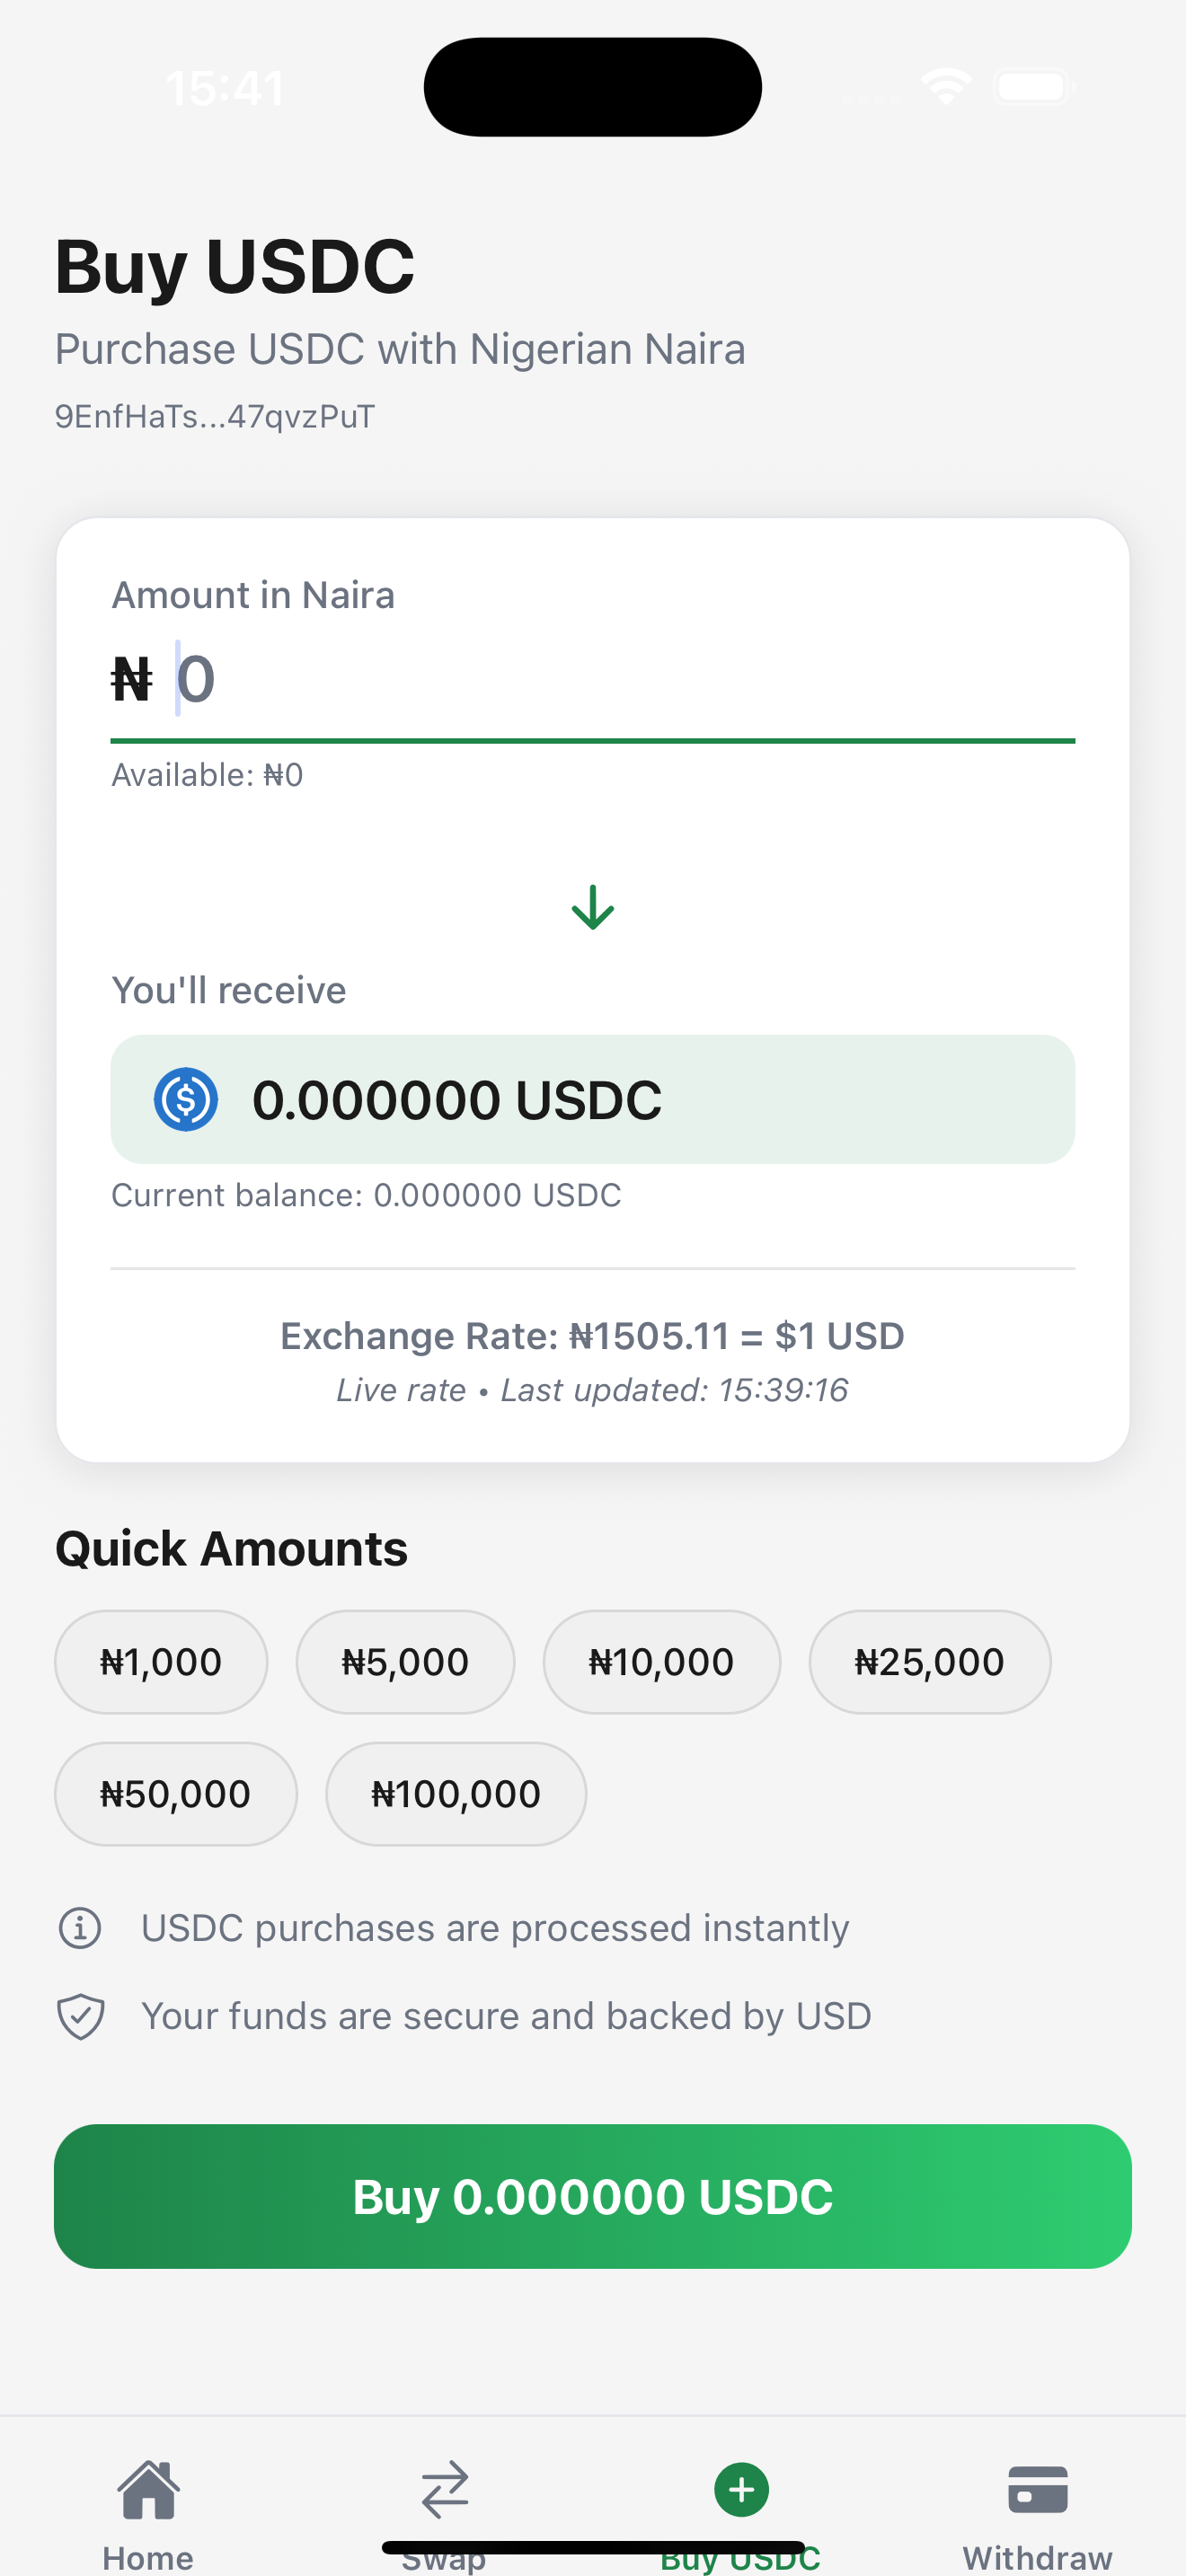 15:41
Buy USDC
Purchase USDC with Nigerian Naira
9EnfHaTs...47qvzPuT
Amount in Naira
₦ 0
Available: ₦0
You'll receive
0.000000 USDC
Current balance: 0.000000 USDC
Exchange Rate: ₦1505.11 = $1 USD
Live rate • Last updated: 15:39:16
Quick Amounts
₦1,000 ₦5,000 ₦10,000 ₦25,000
₦50,000 ₦100,000
USDC purchases are processed instantly
Your funds are secure and backed by USD
Buy 0.000000 USDC
Home Swap Buy USDC Withdraw